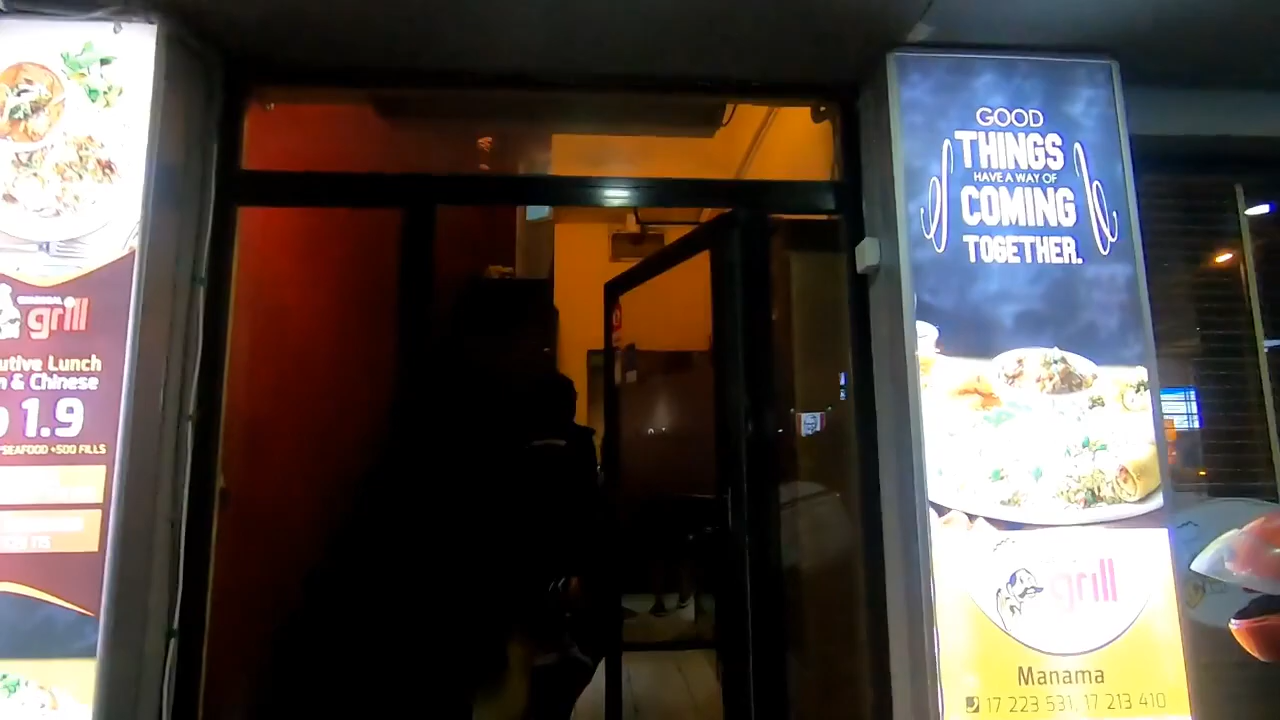 grill
utive Lunch
& Chinese
1.9
SEAFOOD +500 FILLS
GOOD
THINGS
HAVE A WAY OF
COMING
TOGETHER.
grill
Manama
17 223 531, 17 213 410